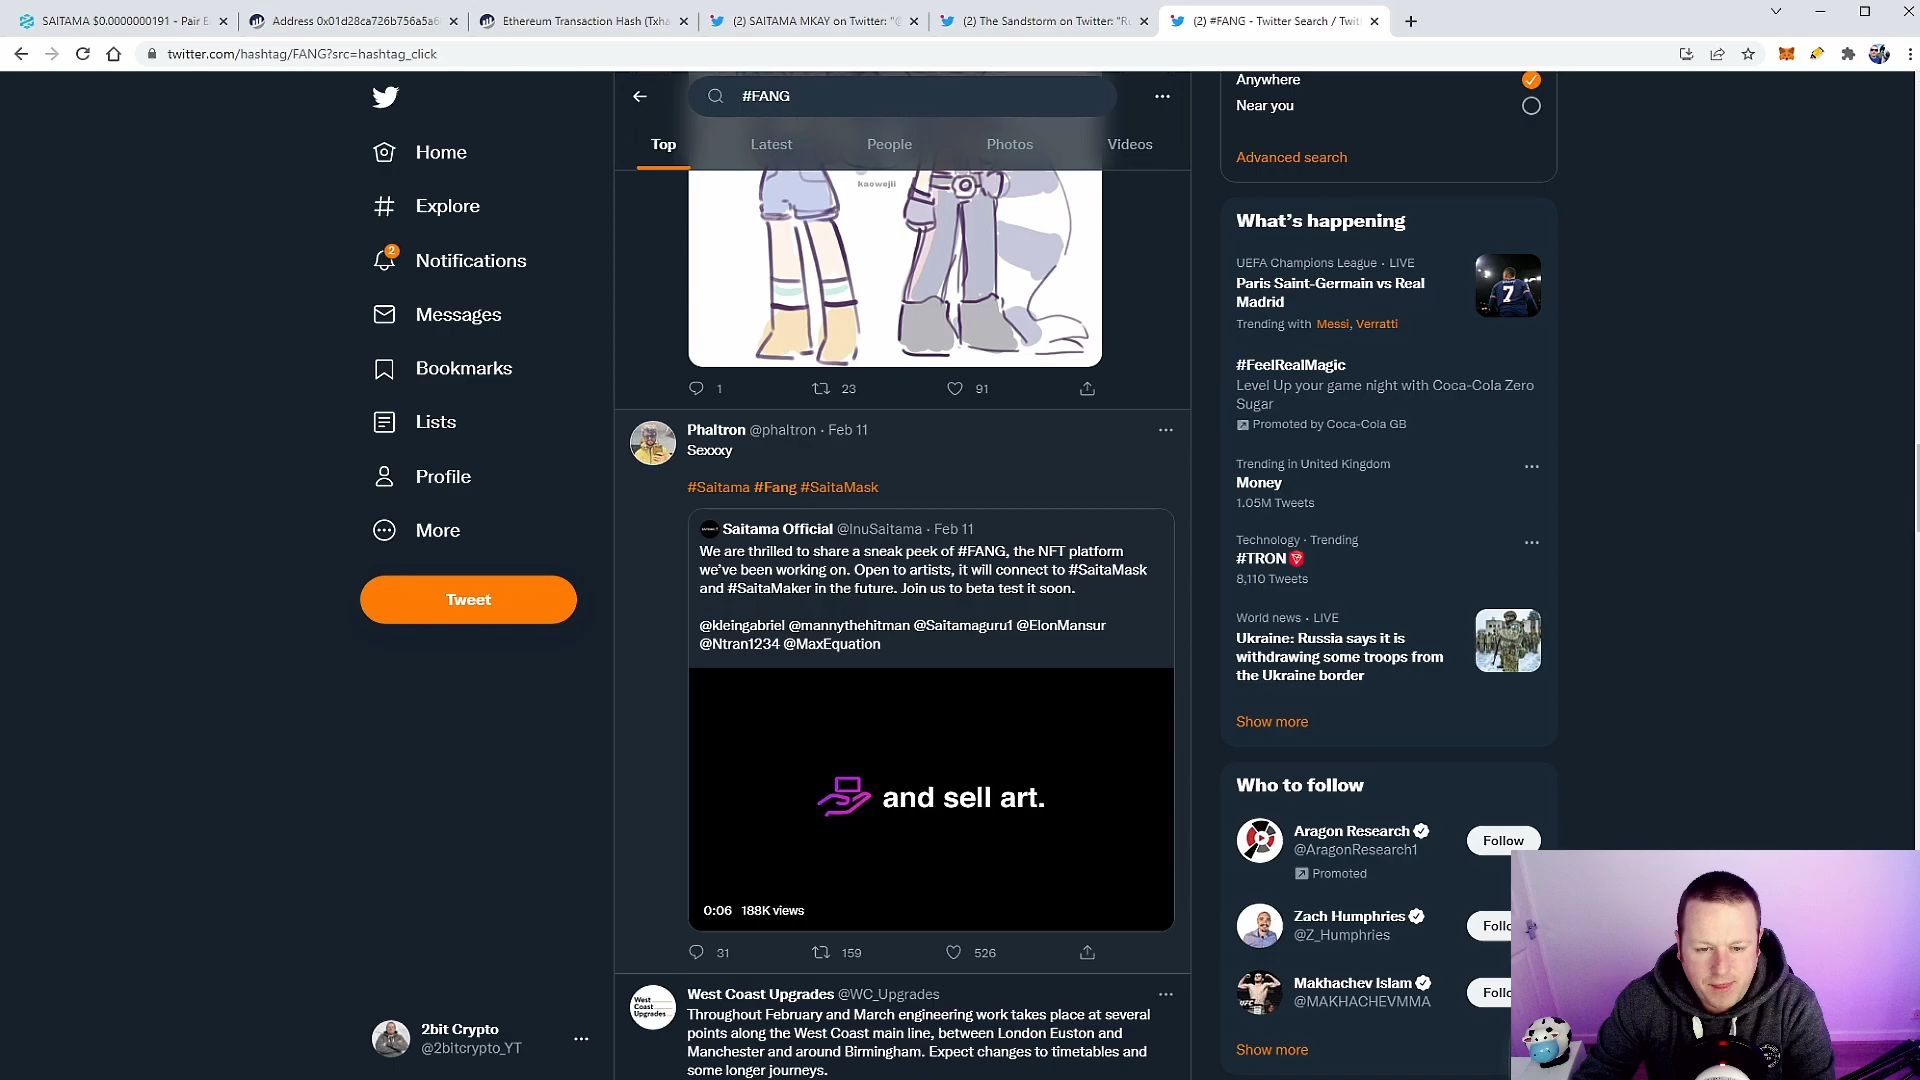 SAITAMA $0.0000000191 - Pair E
Address 0x01d28ca726b756a5a6
Ethereum Transaction Hash (Txha
(2) SAITAMA MKAY on Twitter: "@
(2) The Sandstorm on Twitter: "Ru
(2) #FANG - Twitter Search / Twit
twitter.com/hashtag/FANG?src=hashtag_click
Home
Explore
2
Notifications
Messages
Bookmarks
Lists
Profile
More
Tweet
2bit Crypto
@2bitcrypto_YT
#FANG
Top
Latest
People
Photos
Videos
kaowojii
1
23
91
Phaltron @phaltron · Feb 11
Sexxxy
#Saitama #Fang #SaitaMask
Saitama Official @InuSaitama · Feb 11
We are thrilled to share a sneak peek of #FANG, the NFT platform
we've been working on. Open to artists, it will connect to #SaitaMask
and #SaitaMaker in the future. Join us to beta test it soon.
@kleingabriel @mannythehitman @Saitamaguru1 @ElonMansur
@Ntran1234 @MaxEquation
and sell art.
0:06 188K views
31
159
526
West Coast Upgrades @WC_Upgrades
Throughout February and March engineering work takes place at several
points along the West Coast main line, between London Euston and
Manchester and around Birmingham. Expect changes to timetables and
some longer journeys.
Anywhere
Near you
Advanced search
What's happening
UEFA Champions League · LIVE
Paris Saint-Germain vs Real
Madrid
Trending with Messi, Verratti
7
#FeelRealMagic
Level Up your game night with Coca-Cola Zero
Sugar
Promoted by Coca-Cola GB
Trending in United Kingdom
Money
1.05M Tweets
Technology · Trending
#TRON
8,110 Tweets
World news · LIVE
Ukraine: Russia says it is
withdrawing some troops from
the Ukraine border
Show more
Who to follow
Aragon Research
@AragonResearch1
Follow
Promoted
Zach Humphries
@Z_Humphries
Follo
Makhachev Islam
@MAKHACHEVMMA
Follo
Show more
West
Coast
Upgrades